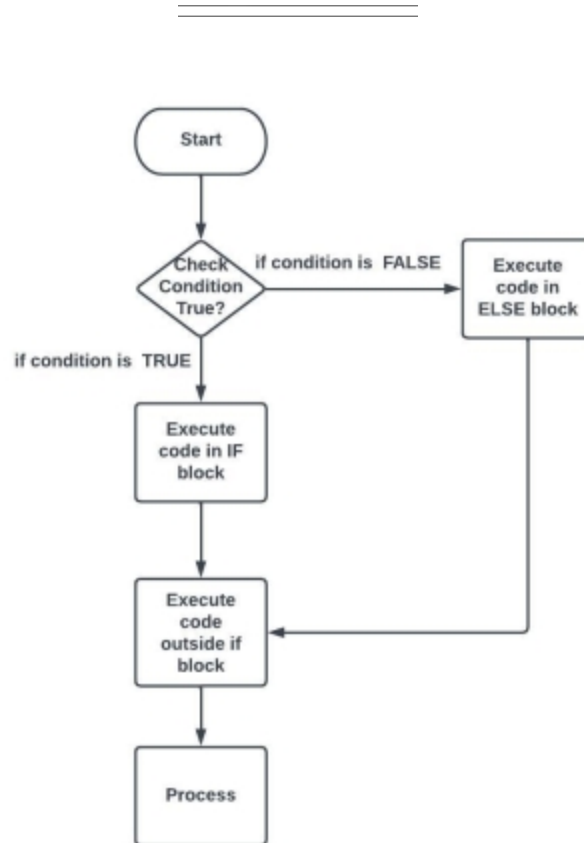 Start
Check
Condition
True?
if condition is  FALSE
Execute
code in
ELSE block
if condition is  TRUE
Execute
code in IF
block
Execute
code
outside if
block
Process